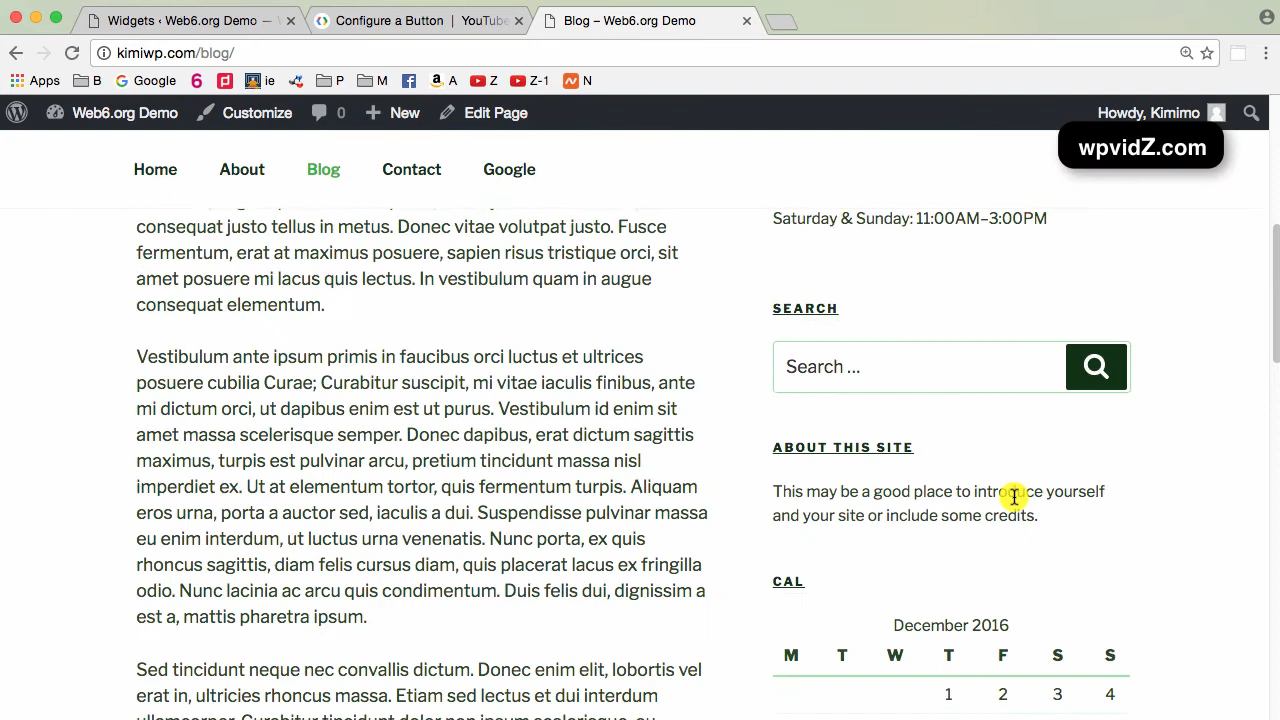 Widgets ‹ Web6.org Demo —
Configure a Button | YouTube
Blog – Web6.org Demo
kimiwp.com/blog/
Apps
B
Google
6
ie
P
M
A
Z
Z-1
N
Web6.org Demo
Customize
0
New
Edit Page
Howdy, Kimimo
wpvidZ.com
Home
About
Blog
Contact
Google
consequat justo tellus in metus. Donec vitae volutpat justo. Fusce
fermentum, erat at maximus posuere, sapien risus tristique orci, sit
amet posuere mi lacus quis lectus. In vestibulum quam in augue
consequat elementum.
Vestibulum ante ipsum primis in faucibus orci luctus et ultrices
posuere cubilia Curae; Curabitur suscipit, mi vitae iaculis finibus, ante
mi dictum orci, ut dapibus enim est ut purus. Vestibulum id enim sit
amet massa scelerisque semper. Donec dapibus, erat dictum sagittis
maximus, turpis est pulvinar arcu, pretium tincidunt massa nisl
imperdiet ex. Ut at elementum tortor, quis fermentum turpis. Aliquam
eros urna, porta a auctor sed, iaculis a dui. Suspendisse pulvinar massa
eu enim interdum, ut luctus urna venenatis. Nunc porta, ex quis
rhoncus sagittis, diam felis cursus diam, quis placerat lacus ex fringilla
odio. Nunc lacinia ac arcu quis condimentum. Duis felis dui, dignissim a
est a, mattis pharetra ipsum.
Sed tincidunt neque nec convallis dictum. Donec enim elit, lobortis vel
erat in, ultricies rhoncus massa. Etiam sed lectus et dui interdum
Saturday & Sunday: 11:00AM–3:00PM
SEARCH
Search ...
ABOUT THIS SITE
This may be a good place to introduce yourself
and your site or include some credits.
CAL
December 2016
M T W T F S S
1 2 3 4